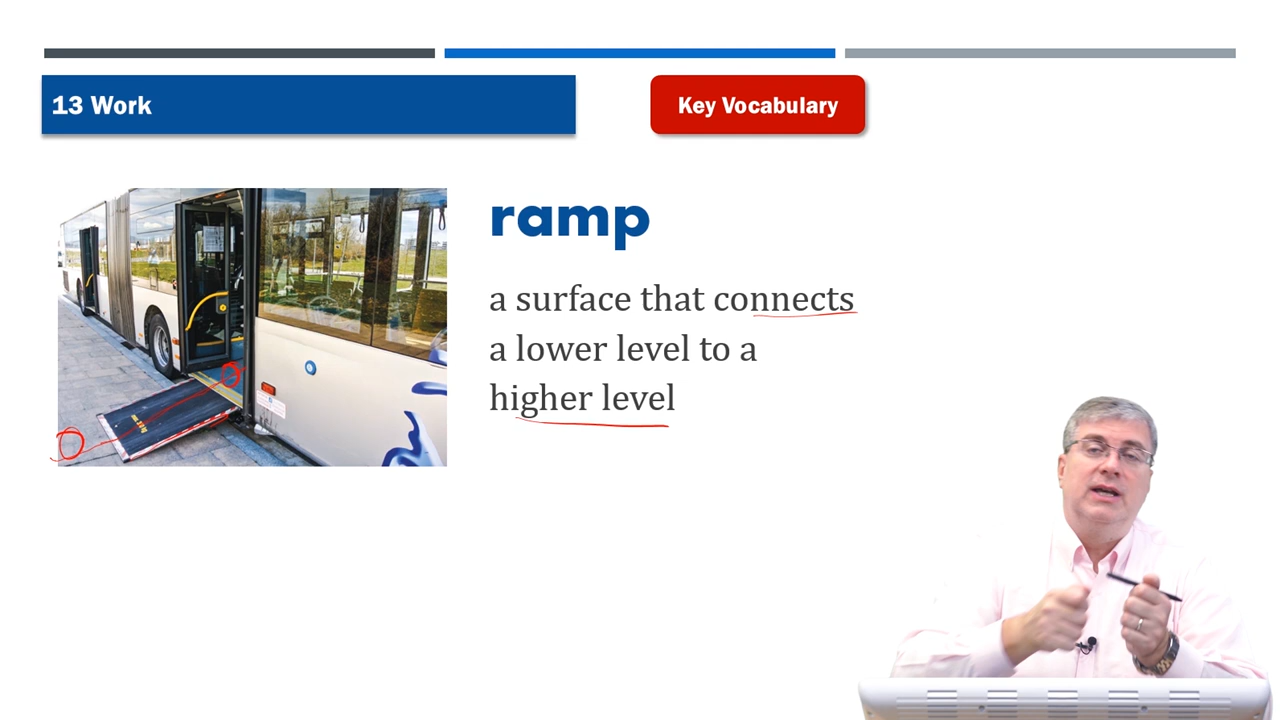 13 Work
Key Vocabulary
ramp
a surface that connects
a lower level to a
higher level